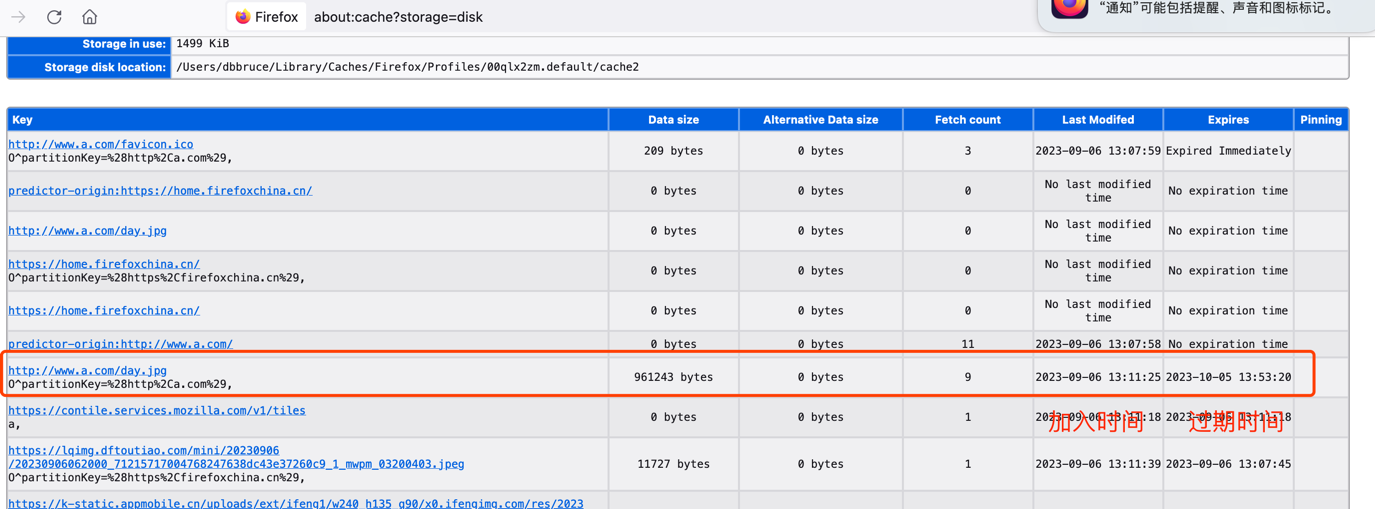 Firefox about:cache?storage=disk
“通知”可能包括提醒、声音和图标标记。
Storage in use: 1499 KiB
Storage disk location: /Users/dbbruce/Library/Caches/Firefox/Profiles/00qlx2zm.default/cache2
Key Data size Alternative Data size Fetch count Last Modifed Expires Pinning
http://www.a.com/favicon.ico
O^partitionKey=%28http%2Ca.com%29, 209 bytes 0 bytes 3 2023-09-06 13:07:59 Expired Immediately
predictor-origin:https://home.firefoxchina.cn/ 0 bytes 0 bytes 0 No last modified
time No expiration time
http://www.a.com/day.jpg 0 bytes 0 bytes 0 No last modified
time No expiration time
https://home.firefoxchina.cn/
O^partitionKey=%28https%2Cfirefoxchina.cn%29, 0 bytes 0 bytes 0 No last modified
time No expiration time
https://home.firefoxchina.cn/ 0 bytes 0 bytes 0 No last modified
time No expiration time
predictor-origin:http://www.a.com/ 0 bytes 0 bytes 11 2023-09-06 13:07:58 No expiration time
http://www.a.com/day.jpg
O^partitionKey=%28http%2Ca.com%29, 961243 bytes 0 bytes 9 2023-09-06 13:11:25 2023-10-05 13:53:20
https://contile.services.mozilla.com/v1/tiles
a, 0 bytes 0 bytes 1 2023-09-06 13:11:18 2023-09-05 13:11:18
加入时间 过期时间
https://lqimg.dftoutiao.com/mini/20230906
/20230906062000_71215717004768247638dc43e37260c9_1_mwpm_03200403.jpeg
O^partitionKey=%28https%2Cfirefoxchina.cn%29, 11727 bytes 0 bytes 1 2023-09-06 13:11:39 2023-09-06 13:07:45
https://k-static.appmobile.cn/uploads/ext/ifeng1/w240_h135_q90/x0.ifengimg.com/res/2023